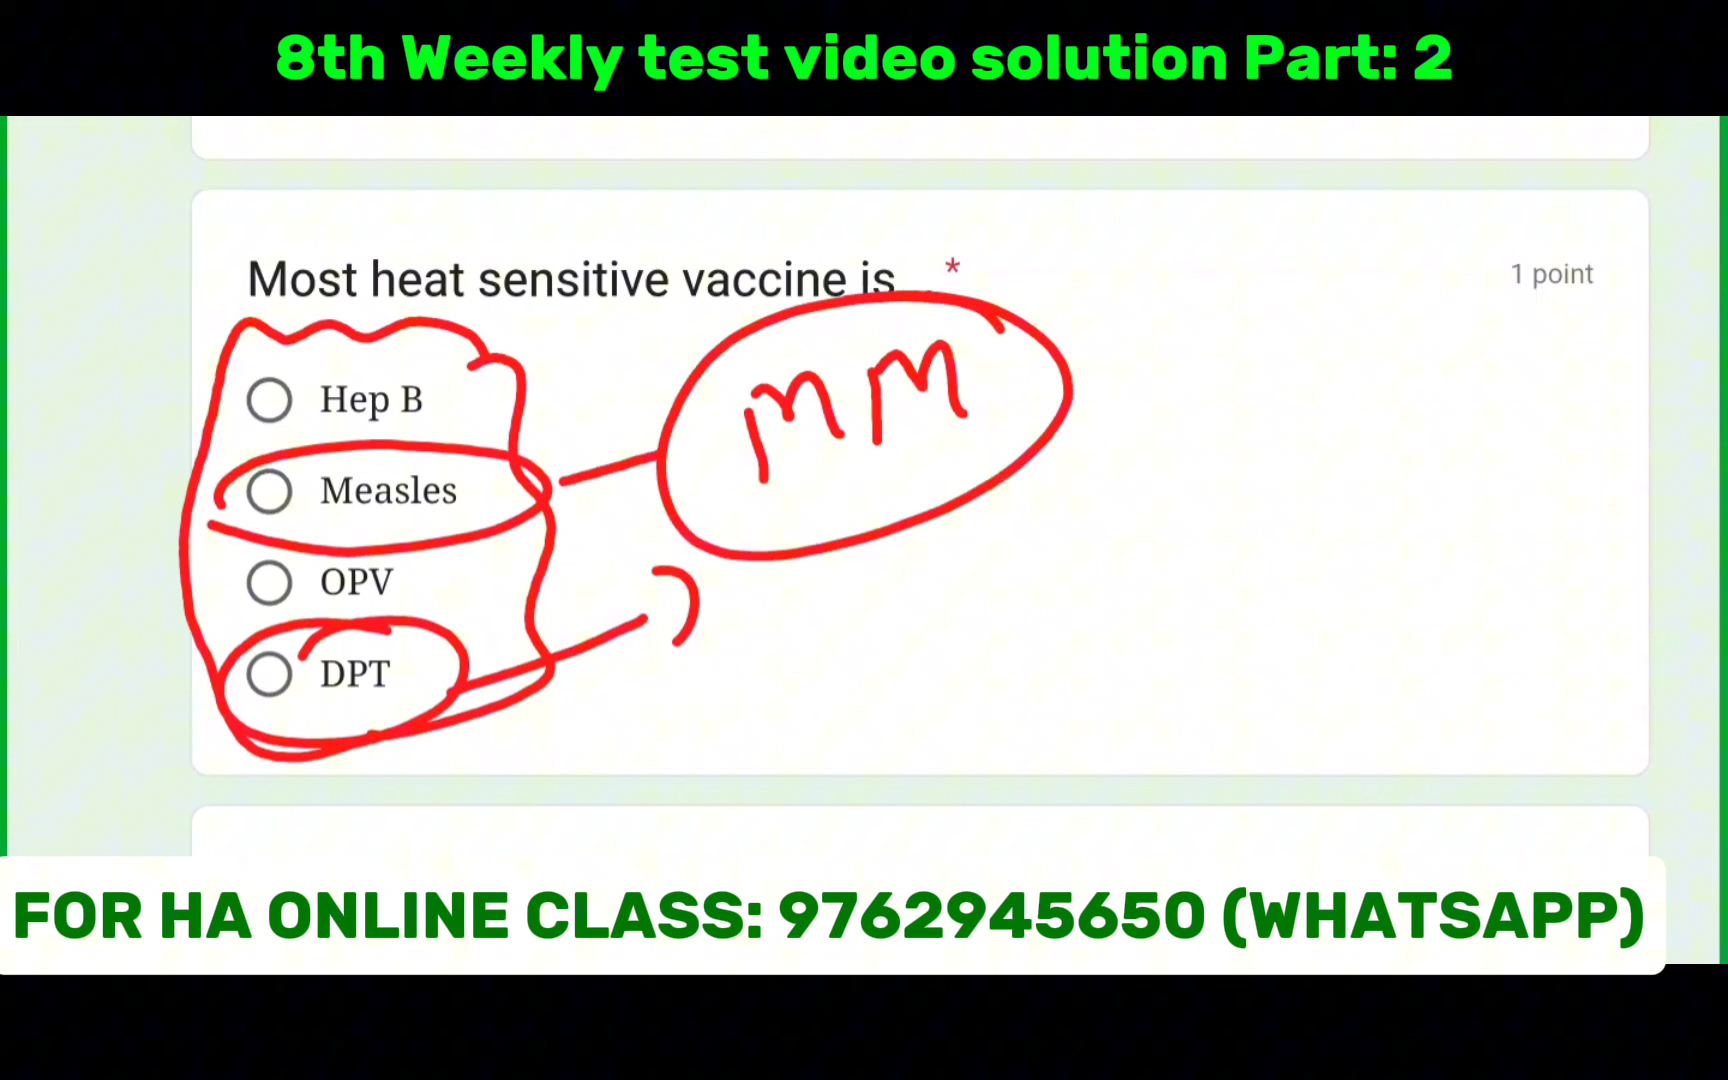 8th Weekly test video solution Part: 2
Most heat sensitive vaccine is *
1 point
Hep B
MM
Measles
OPV
DPT
FOR HA ONLINE CLASS: 9762945650 (WHATSAPP)